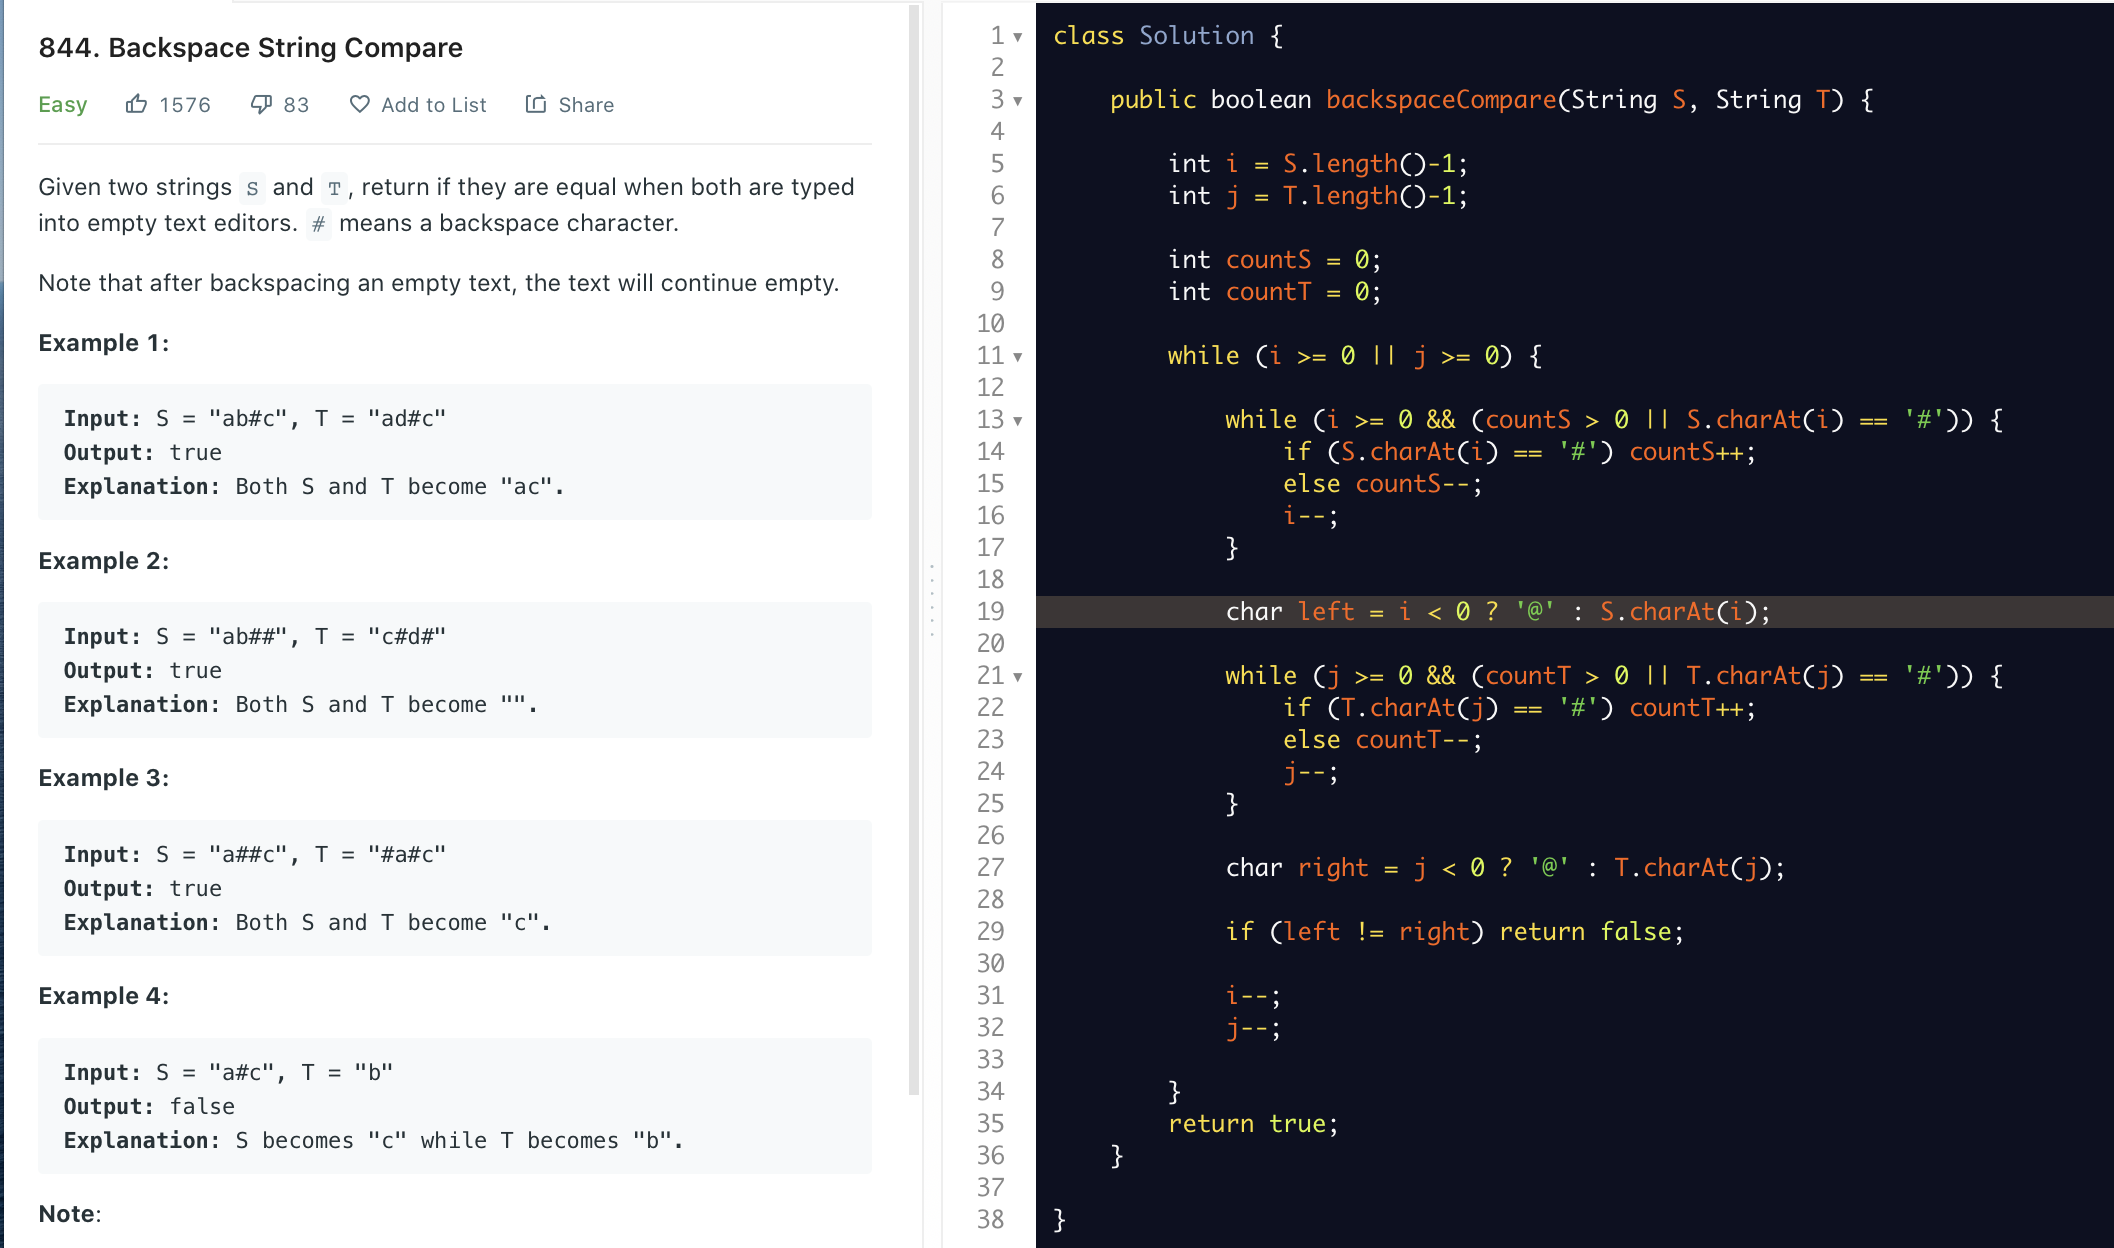 844. Backspace String Compare
Easy 1576 83 Add to List Share
Given two strings S and T, return if they are equal when both are typed
into empty text editors. # means a backspace character.
Note that after backspacing an empty text, the text will continue empty.
Example 1:
Input: S = "ab#c", T = "ad#c"
Output: true
Explanation: Both S and T become "ac".
Example 2:
Input: S = "ab##", T = "c#d#"
Output: true
Explanation: Both S and T become "".
Example 3:
Input: S = "a##c", T = "#a#c"
Output: true
Explanation: Both S and T become "c".
Example 4:
Input: S = "a#c", T = "b"
Output: false
Explanation: S becomes "c" while T becomes "b".
Note:
1 class Solution {
2
3 public boolean backspaceCompare(String S, String T) {
4
5 int i = S.length()-1;
6 int j = T.length()-1;
7
8 int countS = 0;
9 int countT = 0;
10
11 while (i >= 0 || j >= 0) {
12
13 while (i >= 0 && (countS > 0 || S.charAt(i) == '#')) {
14 if (S.charAt(i) == '#') countS++;
15 else countS--;
16 i--;
17 }
18
19 char left = i < 0 ? '@' : S.charAt(i);
20
21 while (j >= 0 && (countT > 0 || T.charAt(j) == '#')) {
22 if (T.charAt(j) == '#') countT++;
23 else countT--;
24 j--;
25 }
26
27 char right = j < 0 ? '@' : T.charAt(j);
28
29 if (left != right) return false;
30
31 i--;
32 j--;
33
34 }
35 return true;
36 }
37
38 }